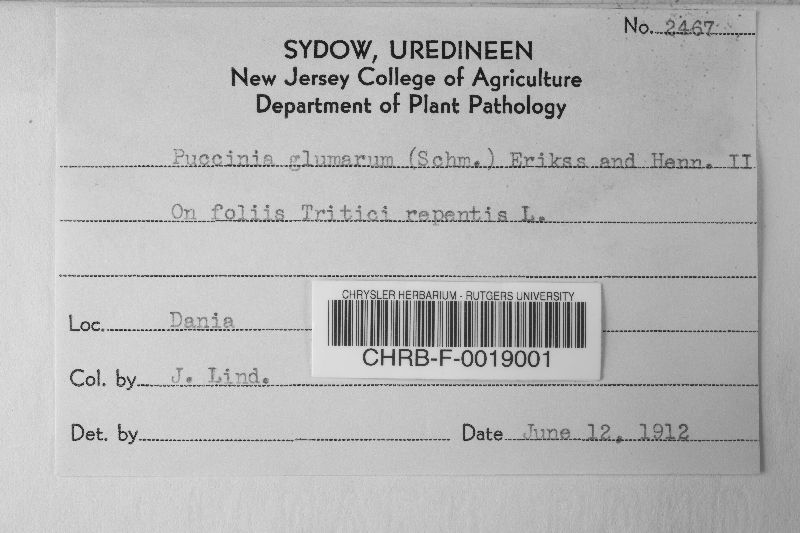 No. 2467
SYDOW, UREDINEEN
New Jersey College of Agriculture
Department of Plant Pathology
Puccinia glumarum (Schm.) Erikss and Henn. II
On foliis Tritici repentis L.
Loc. Dania
CHRYSLER HERBARIUM - RUTGERS UNIVERSITY
CHRB-F-0019001
Col. by J. Lind.
Det. by Date June 12, 1912